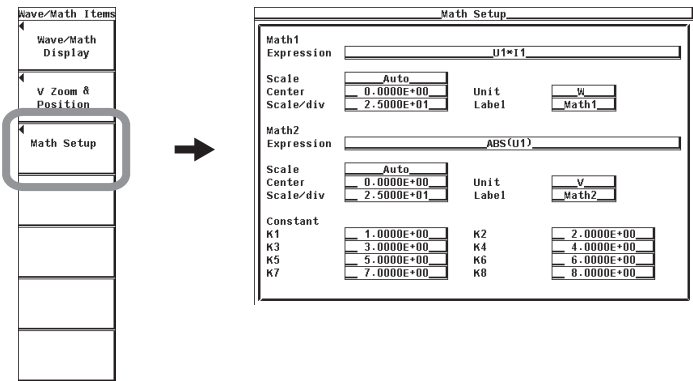 Wave/Math Items
Wave/Math
Display
V Zoom &
Position
Math Setup
Math Setup
Math1
Expression U1*I1
Scale Auto
Center 0.0000E+00 Unit W
Scale/div 2.5000E+01 Label Math1
Math2
Expression ABS(U1)
Scale Auto
Center 0.0000E+00 Unit V
Scale/div 2.5000E+01 Label Math2
Constant
K1 1.0000E+00 K2 2.0000E+00
K3 3.0000E+00 K4 4.0000E+00
K5 5.0000E+00 K6 6.0000E+00
K7 7.0000E+00 K8 8.0000E+00